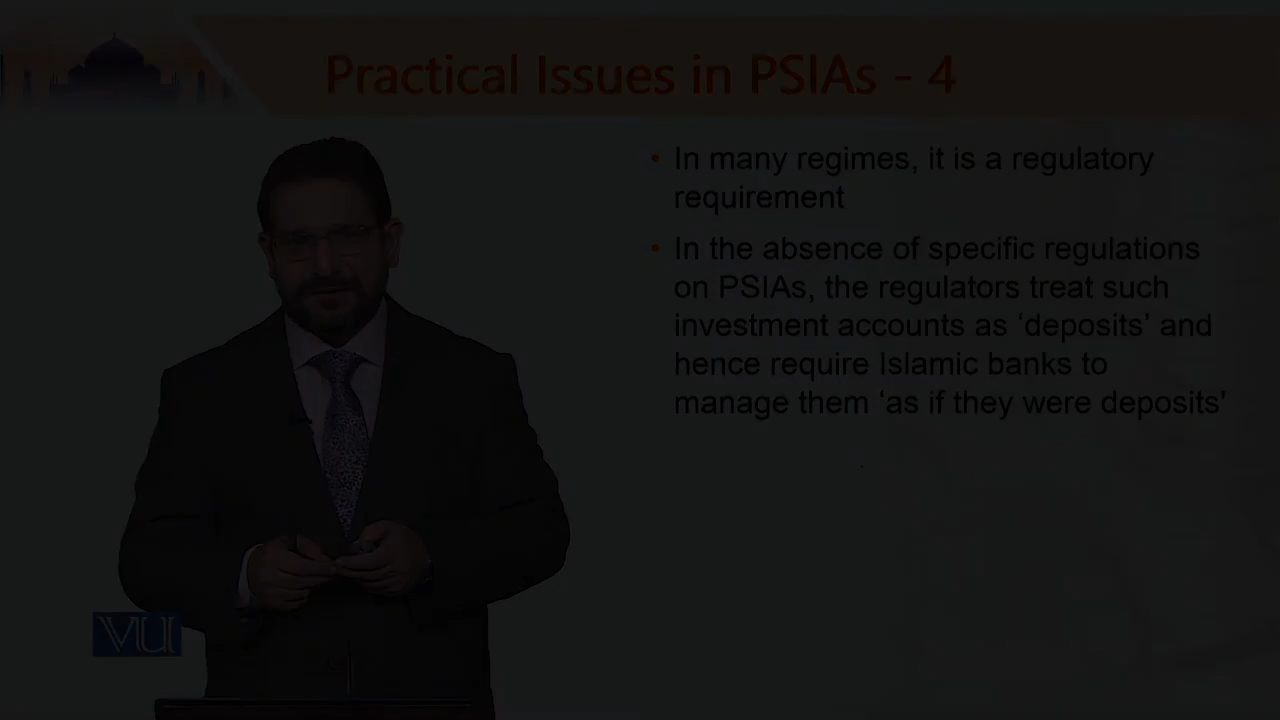 Practical Issues in PSIAs - 4
• In many regimes, it is a regulatory
requirement
• In the absence of specific regulations
on PSIAs, the regulators treat such
investment accounts as ‘deposits’ and
hence require Islamic banks to
manage them ‘as if they were deposits’
VU